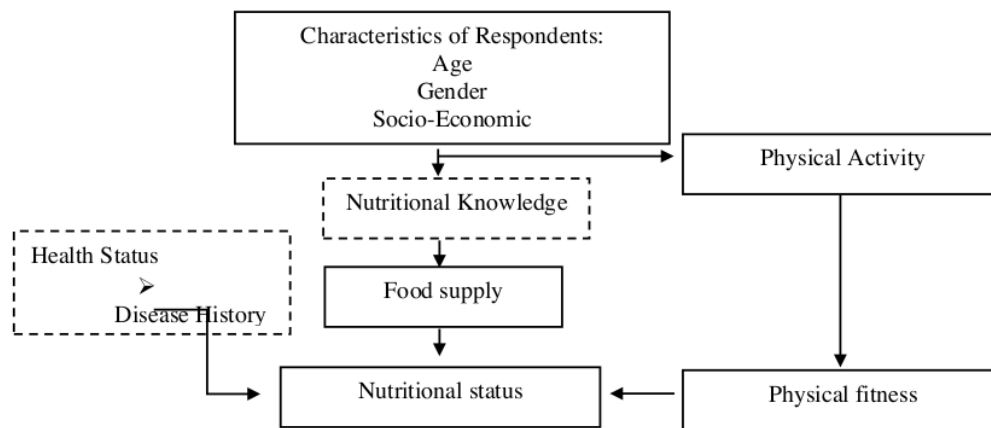 Characteristics of Respondents:
Age
Gender
Socio-Economic
Physical Activity
Nutritional Knowledge
Health Status
Disease History
Food supply
Nutritional status
Physical fitness